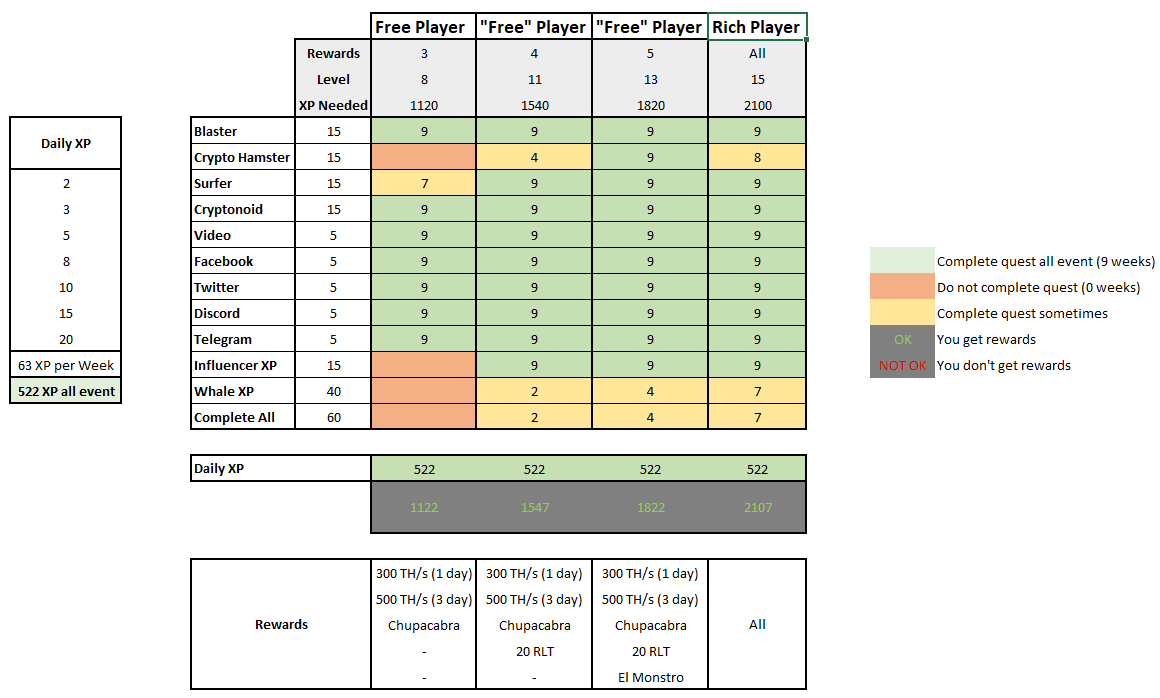 Free Player "Free" Player "Free" Player Rich Player
Rewards 3 4 5 All
Level 8 11 13 15
XP Needed 1120 1540 1820 2100
Daily XP
2
3
5
8
10
15
20
63 XP per Week
522 XP all event
Blaster 15 9 9 9 9
Crypto Hamster 15 4 9 8
Surfer 15 7 9 9 9
Cryptonoid 15 9 9 9 9
Video 5 9 9 9 9
Facebook 5 9 9 9 9
Twitter 5 9 9 9 9
Discord 5 9 9 9 9
Telegram 5 9 9 9 9
Influencer XP 15 9 9 9
Whale XP 40 2 4 7
Complete All 60 2 4 7
Complete quest all event (9 weeks)
Do not complete quest (0 weeks)
Complete quest sometimes
OK You get rewards
NOT OK You don't get rewards
Daily XP 522 522 522 522
1122 1547 1822 2107
Rewards
300 TH/s (1 day) 300 TH/s (1 day) 300 TH/s (1 day)
500 TH/s (3 day) 500 TH/s (3 day) 500 TH/s (3 day)
Chupacabra Chupacabra Chupacabra All
- 20 RLT 20 RLT
- - El Monstro